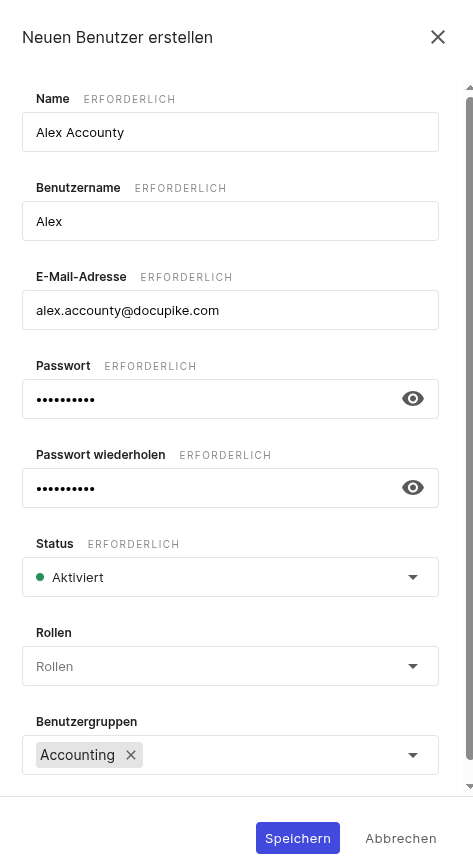 Neuen Benutzer erstellen
Name ERFORDERLICH
Alex Accounty
Benutzername ERFORDERLICH
Alex
E-Mail-Adresse ERFORDERLICH
alex.accounty@docupike.com
Passwort ERFORDERLICH
••••••••••
Passwort wiederholen ERFORDERLICH
••••••••••
Status ERFORDERLICH
Aktiviert
Rollen
Rollen
Benutzergruppen
Accounting
Speichern Abbrechen